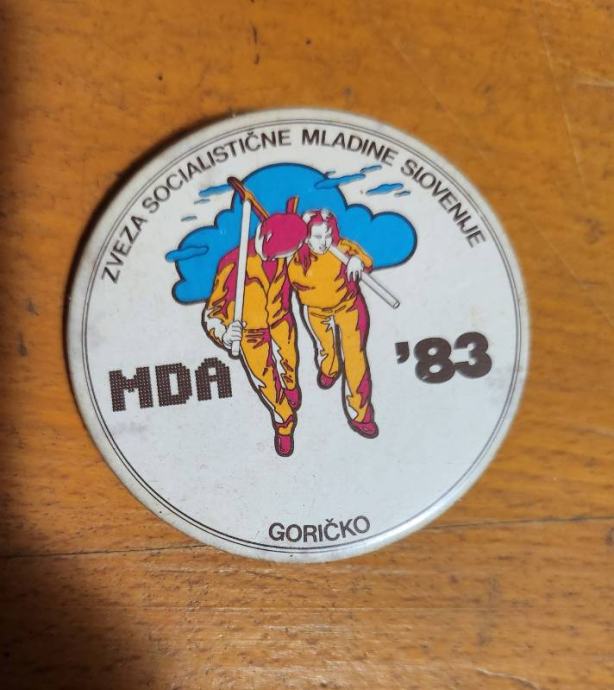 ZVEZA SOCIALISTIČNE MLADINE SLOVENIJE
MDA '83
GORIČKO